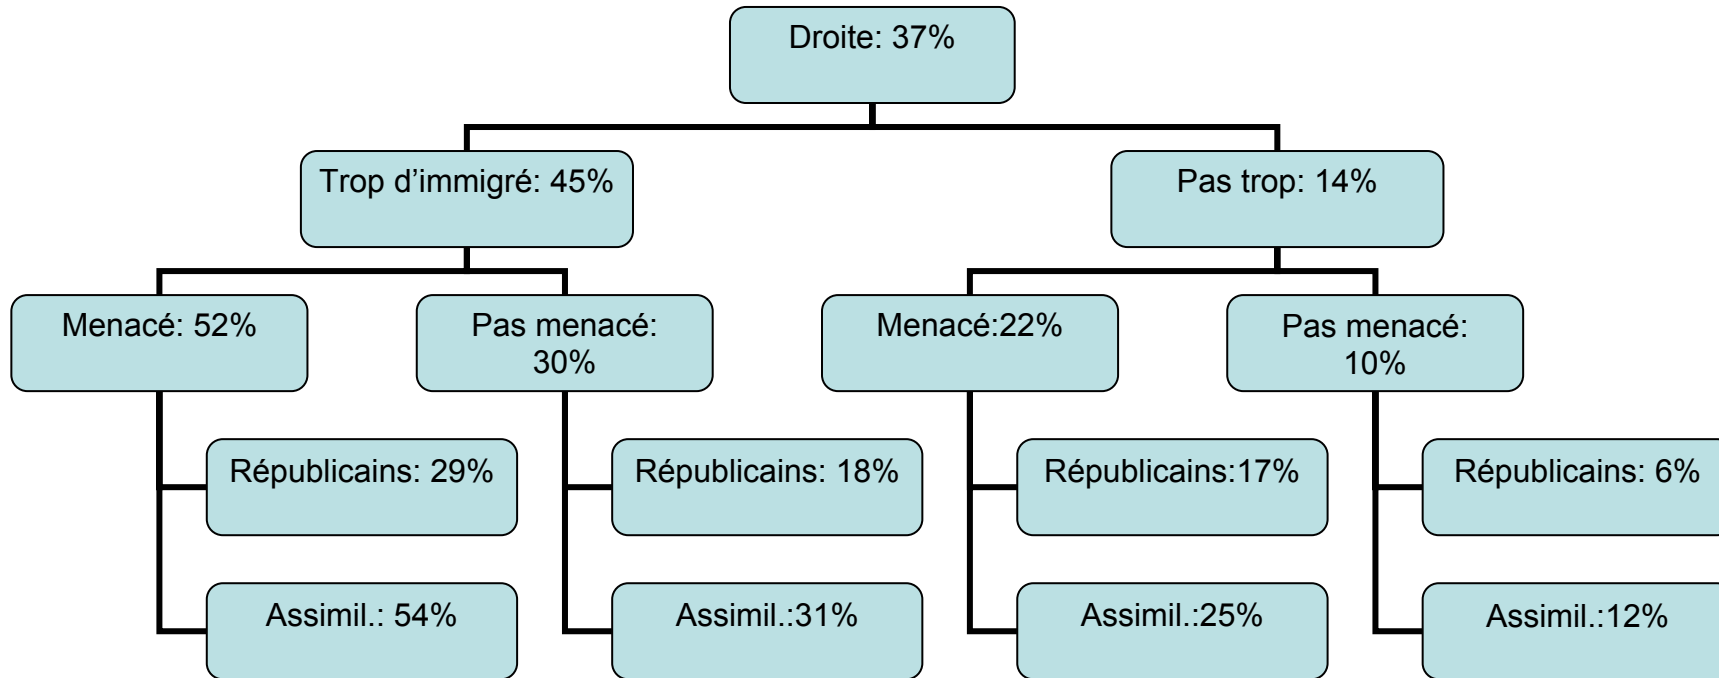 Droite: 37%
Trop d’immigré: 45%
Pas trop: 14%
Menacé: 52%
Pas menacé:
30%
Menacé:22%
Pas menacé:
10%
Républicains: 29%
Républicains: 18%
Républicains:17%
Républicains: 6%
Assimil.: 54%
Assimil.:31%
Assimil.:25%
Assimil.:12%